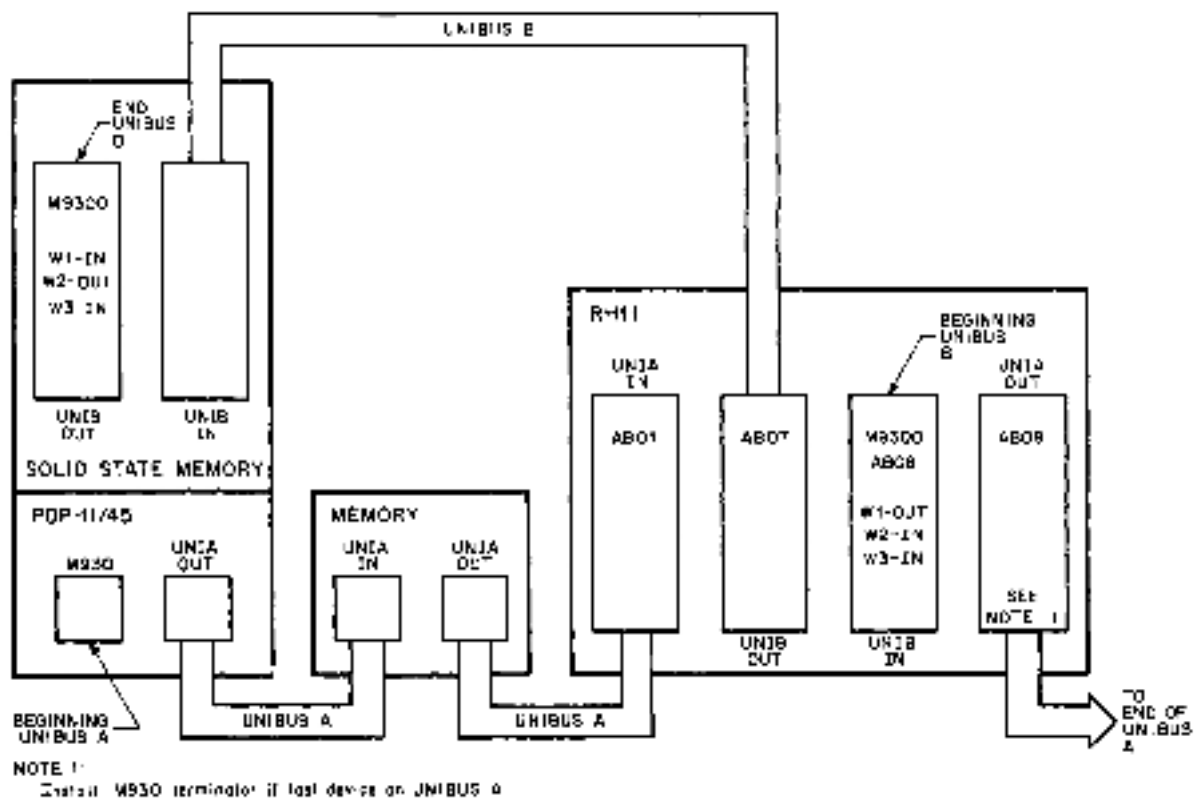 UNIBUS B
END
UNIBUS
B
M9300
W1-IN
W2-OUT
W3-IN
UNIB
OUT
UNIB
IN
SOLID STATE MEMORY
PDP-11/45
M930
UNIA
OUT
BEGINNING
UNIBUS A
UNIBUS A
MEMORY
UNIA
IN
UNIA
OUT
UNIBUS A
RH11
UNIA
IN
AB01
AB07
UNIB
OUT
BEGINNING
UNIBUS
B
M9300
AB08
W1-OUT
W2-IN
W3-IN
UNIB
IN
UNIA
OUT
AB09
SEE
NOTE 1
TO
END OF
UNIBUS
A
NOTE 1:
Install M930 terminator if last device on UNIBUS A